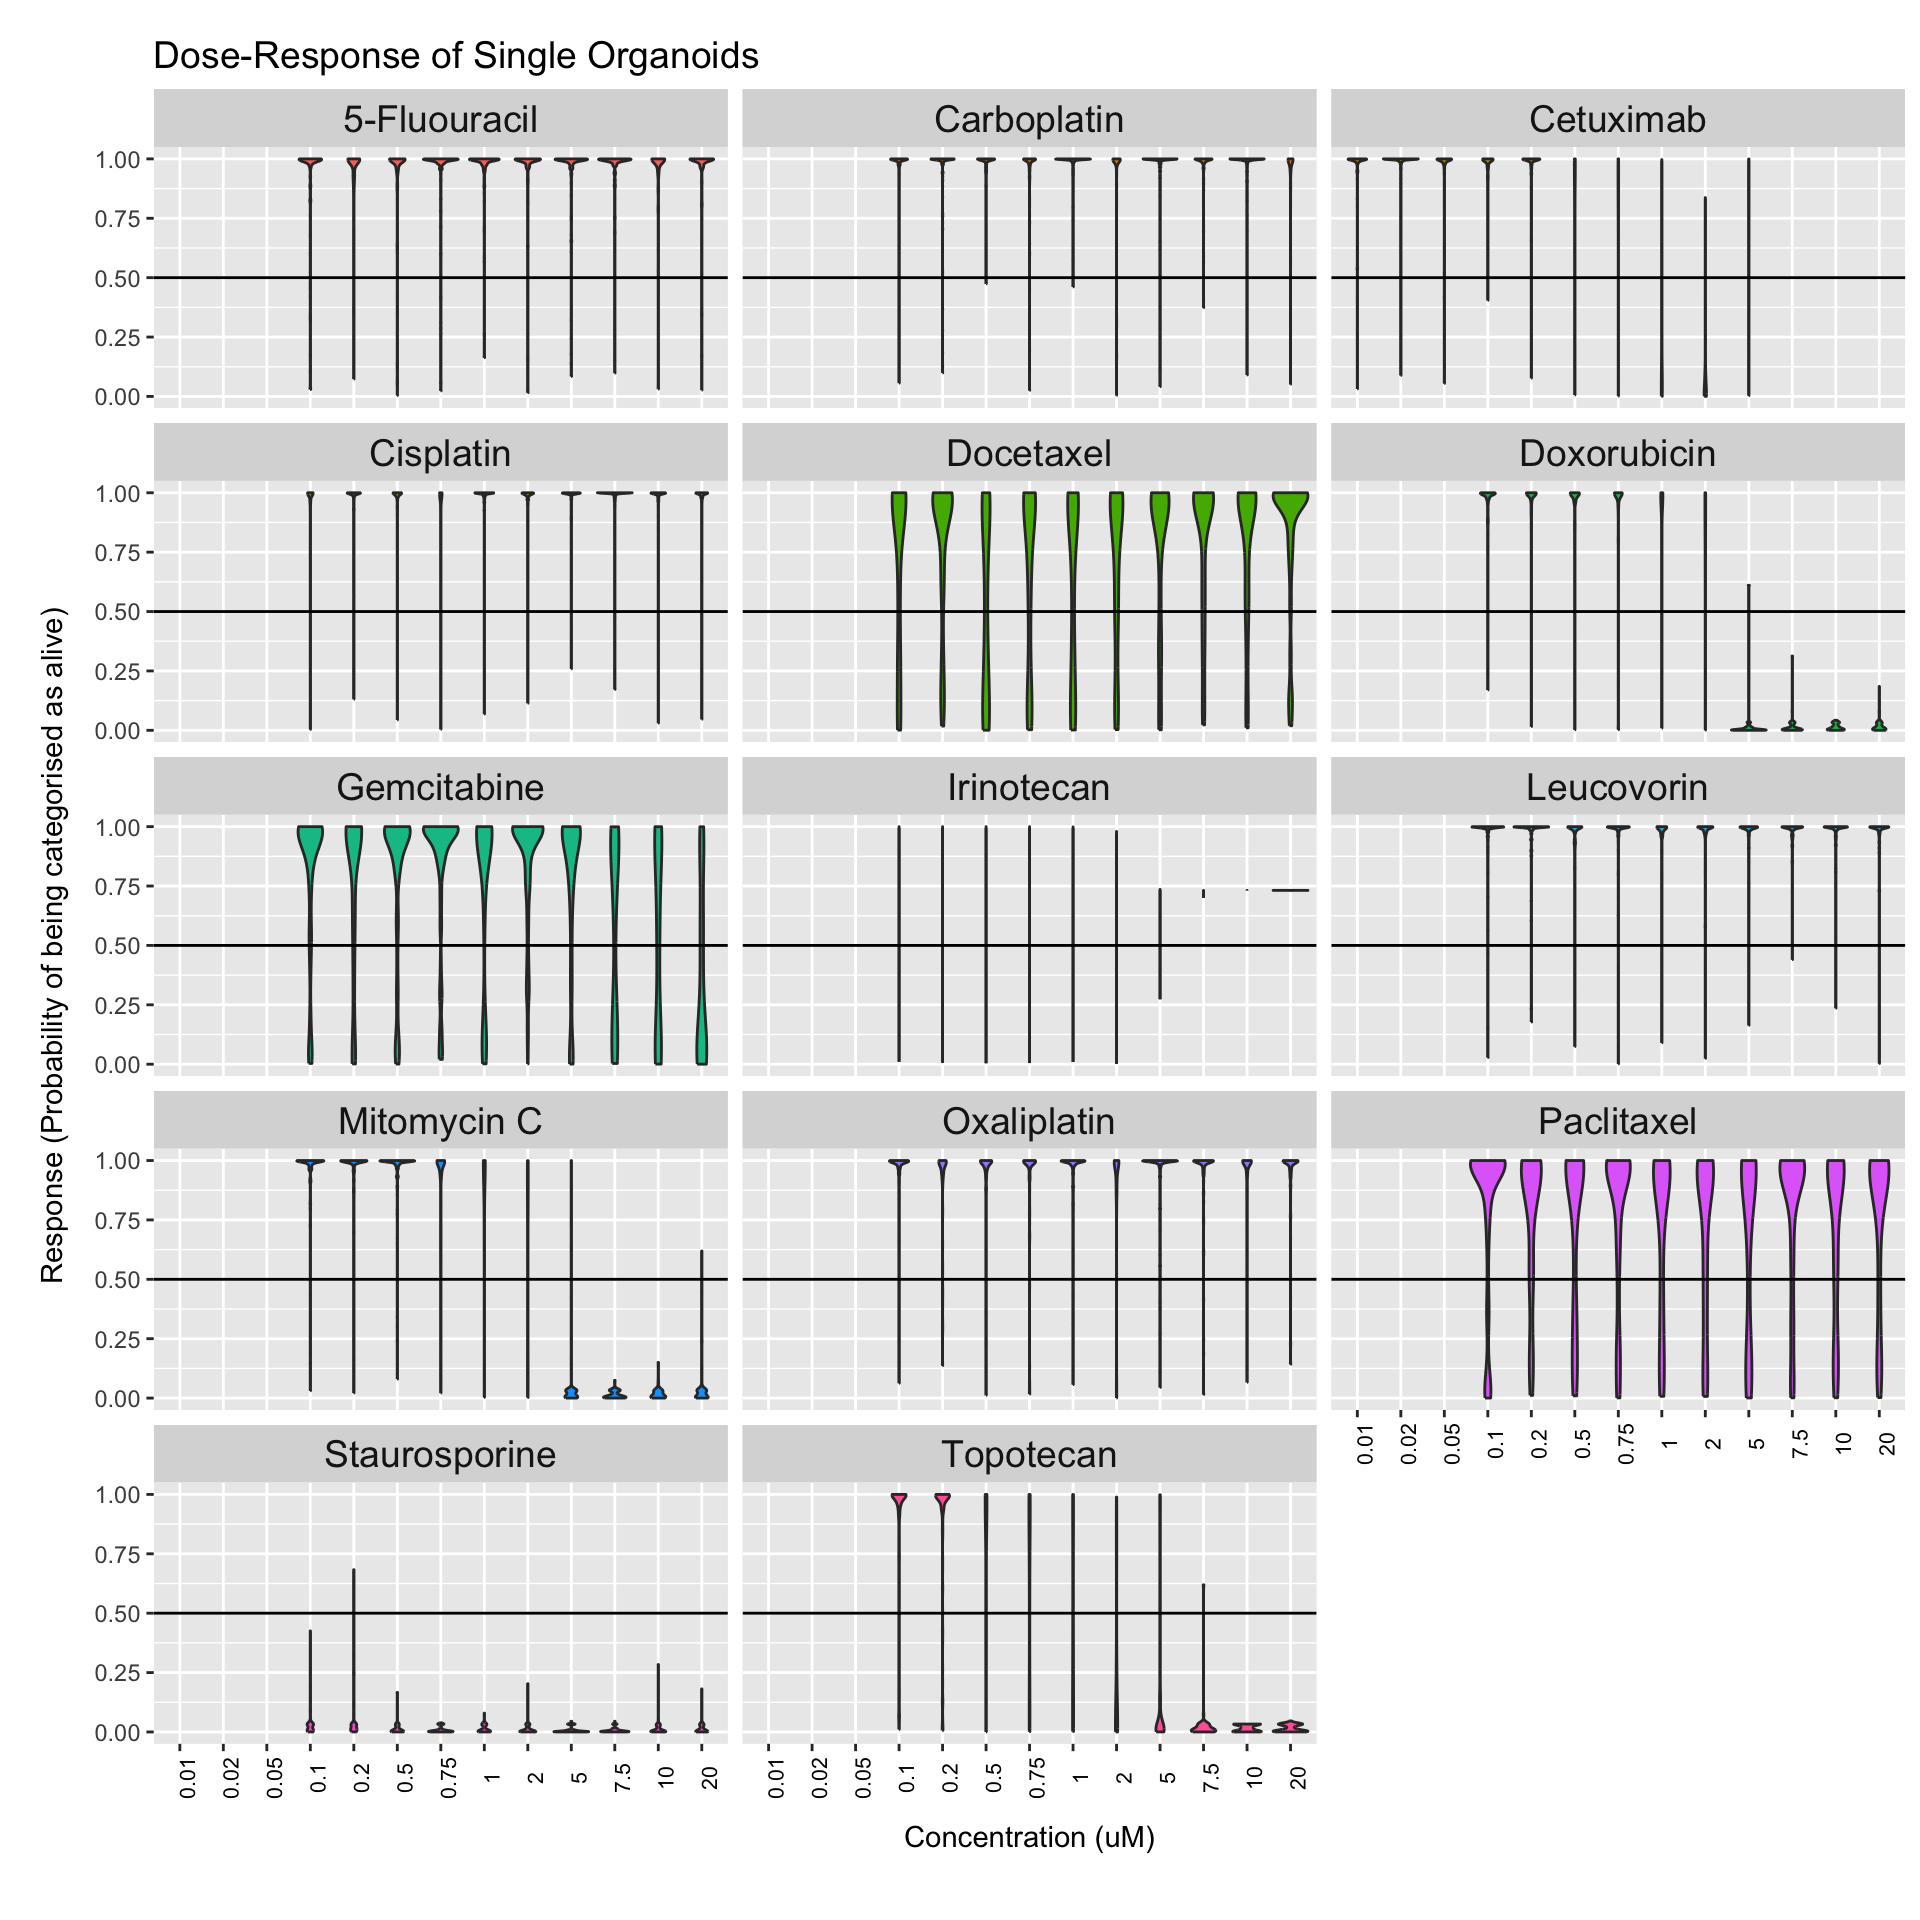 Dose-Response of Single Organoids
5-Fluouracil Carboplatin Cetuximab
1.00
0.75
0.50
0.25
0.00
Cisplatin Docetaxel Doxorubicin
1.00
0.75
0.50
0.25
0.00
Gemcitabine Irinotecan Leucovorin
1.00
0.75
0.50
0.25
0.00
Mitomycin C Oxaliplatin Paclitaxel
1.00
0.75
0.50
0.25
0.00
0.01 0.02 0.05 0.1 0.2 0.5 0.75 1 2 5 7.5 10 20
Staurosporine Topotecan
1.00
0.75
0.50
0.25
0.00
0.01 0.02 0.05 0.1 0.2 0.5 0.75 1 2 5 7.5 10 20 0.01 0.02 0.05 0.1 0.2 0.5 0.75 1 2 5 7.5 10 20
Concentration (uM)
Response (Probability of being categorised as alive)